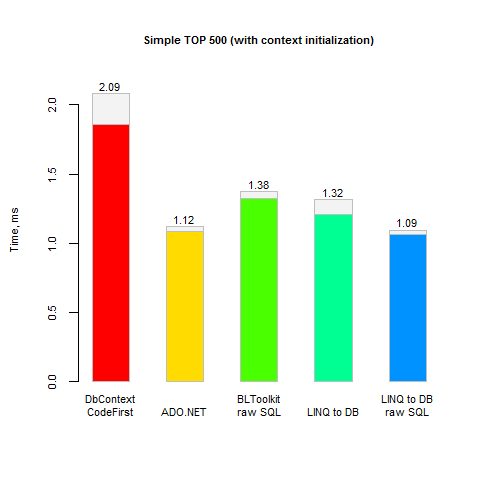 Simple TOP 500 (with context initialization)
Time, ms
0.0
0.5
1.0
1.5
2.0
2.09
1.12
1.38
1.32
1.09
DbContext
CodeFirst
ADO.NET
BLToolkit
raw SQL
LINQ to DB
LINQ to DB
raw SQL